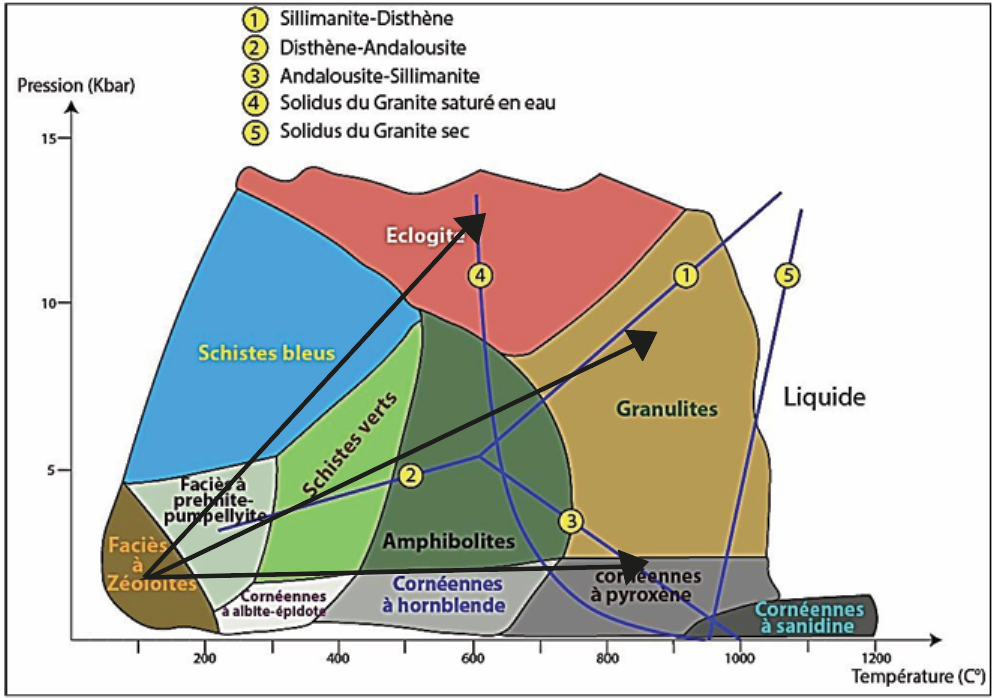 1 Sillimanite-Disthène
2 Disthène-Andalousite
3 Andalousite-Sillimanite
4 Solidus du Granite saturé en eau
5 Solidus du Granite sec
Pression (Kbar)
15
10
5
Eclogite
4
1
5
Schistes bleus
Liquide
Schistes verts
Granulites
2
Faciès à
prehnite-
pumpellyite
3
Amphibolites
Faciès
à
Zéoloites
Cornéennes
à albite-épidote
Cornéennes
à hornblende
cornéennes
à pyroxène
Cornéennes
à sanidine
200
400
600
800
1000
1200
Température (C°)